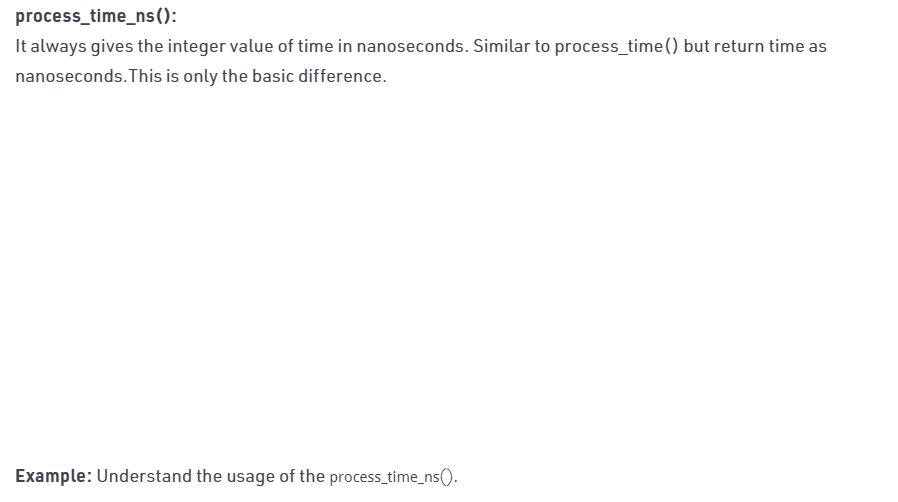 process_time_ns():
It always gives the integer value of time in nanoseconds. Similar to process_time() but return time as
nanoseconds.This is only the basic difference.
Example: Understand the usage of the process_time_ns().